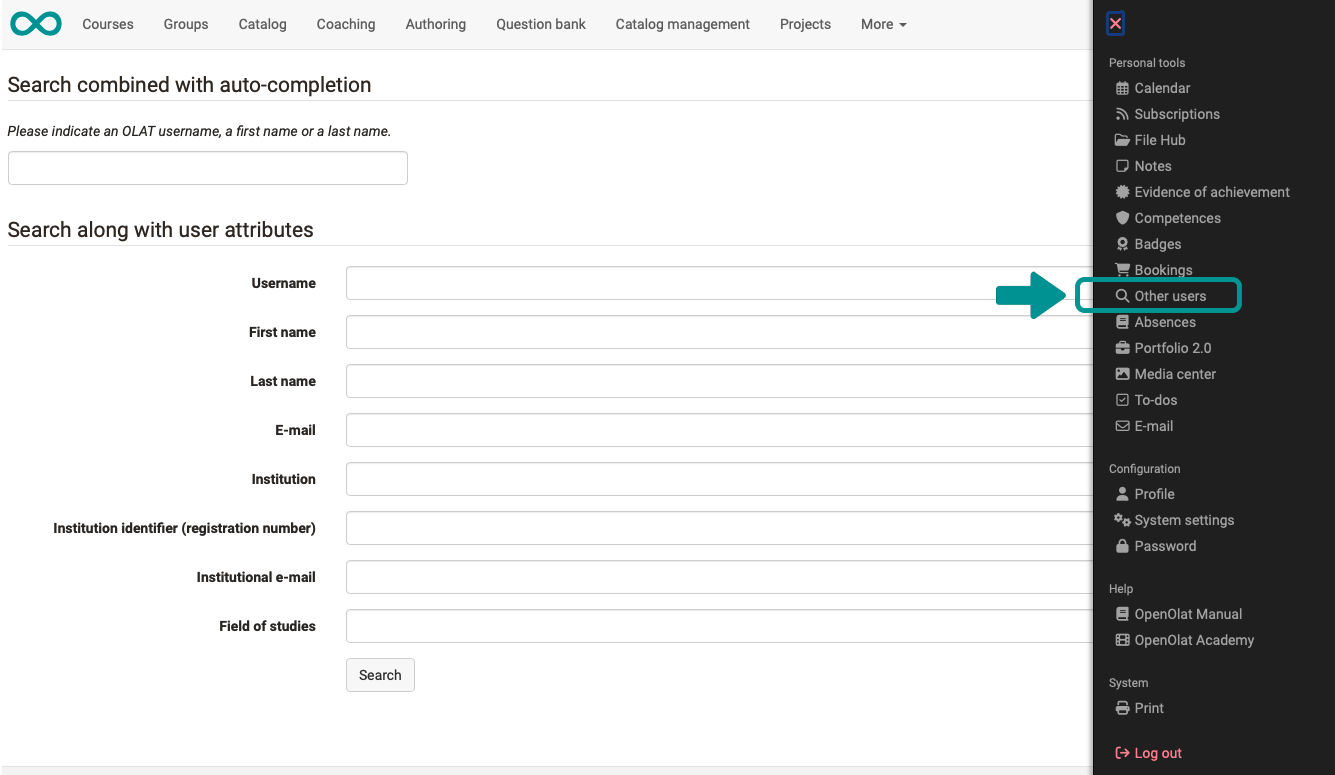 Courses Groups Catalog Coaching Authoring Question bank Catalog management Projects More
Search combined with auto-completion
Please indicate an OLAT username, a first name or a last name.
Search along with user attributes
Username
First name
Last name
E-mail
Institution
Institution identifier (registration number)
Institutional e-mail
Field of studies
Search
Personal tools
Calendar
Subscriptions
File Hub
Notes
Evidence of achievement
Competences
Badges
Bookings
Other users
Absences
Portfolio 2.0
Media center
To-dos
E-mail
Configuration
Profile
System settings
Password
Help
OpenOlat Manual
OpenOlat Academy
System
Print
Log out